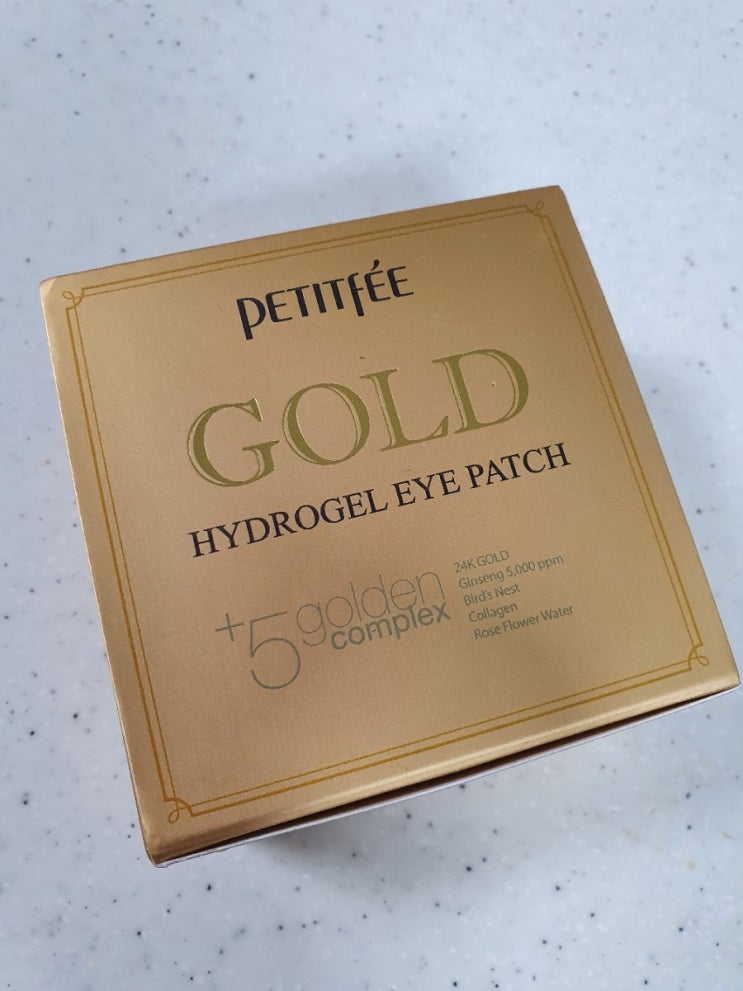 PETITFÉE
GOLD
HYDROGEL EYE PATCH
+5 golden complex
24K GOLD
Ginseng 5,000 ppm
Bird's Nest
Collagen
Rose Flower Water